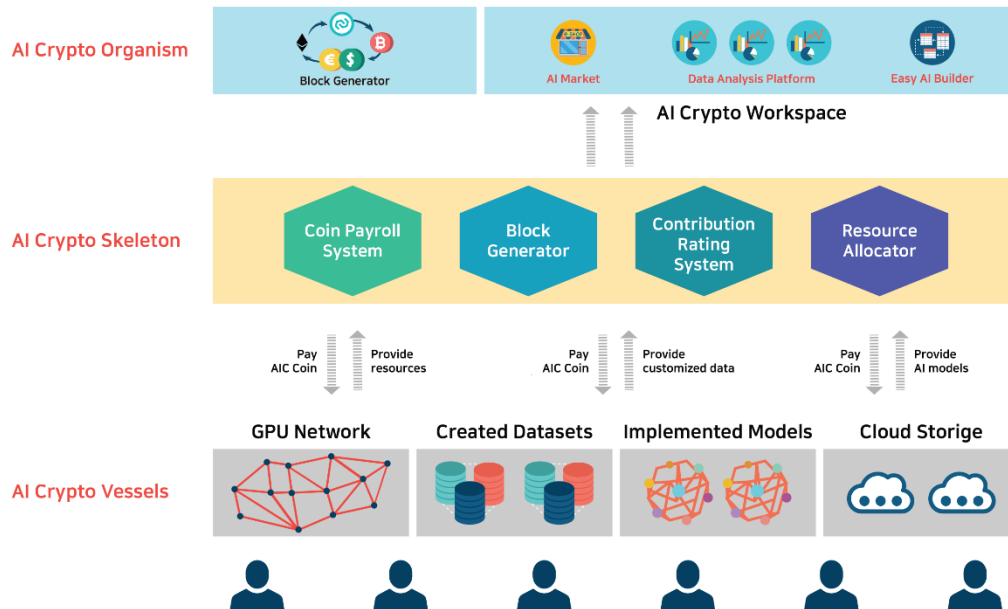 AI Crypto Organism
Block Generator
AI Market
Data Analysis Platform
Easy AI Builder
AI Crypto Workspace
AI Crypto Skeleton
Coin Payroll
System
Block
Generator
Contribution
Rating
System
Resource
Allocator
Pay
AIC Coin
Provide
resources
Pay
AIC Coin
Provide
customized data
Pay
AIC Coin
Provide
AI models
GPU Network
Created Datasets
Implemented Models
Cloud Storige
AI Crypto Vessels